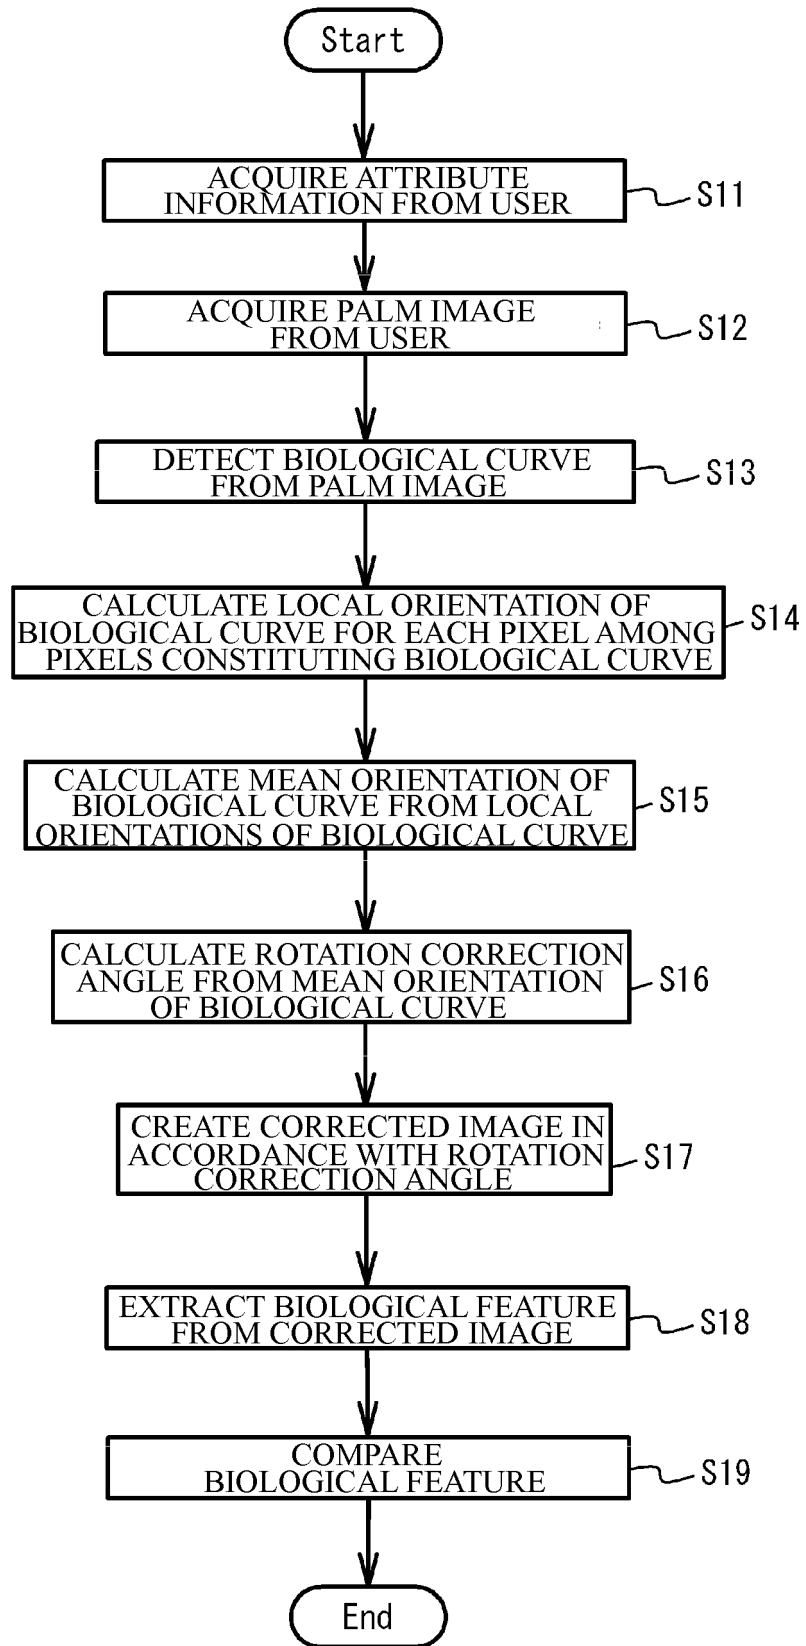 Start
ACQUIRE ATTRIBUTE
INFORMATION FROM USER
S11
ACQUIRE PALM IMAGE
FROM USER
S12
DETECT BIOLOGICAL CURVE
FROM PALM IMAGE
S13
CALCULATE LOCAL ORIENTATION OF
BIOLOGICAL CURVE FOR EACH PIXEL AMONG
PIXELS CONSTITUTING BIOLOGICAL CURVE
S14
CALCULATE MEAN ORIENTATION OF
BIOLOGICAL CURVE FROM LOCAL
ORIENTATIONS OF BIOLOGICAL CURVE
S15
CALCULATE ROTATION CORRECTION
ANGLE FROM MEAN ORIENTATION
OF BIOLOGICAL CURVE
S16
CREATE CORRECTED IMAGE IN
ACCORDANCE WITH ROTATION
CORRECTION ANGLE
S17
EXTRACT BIOLOGICAL FEATURE
FROM CORRECTED IMAGE
S18
COMPARE
BIOLOGICAL FEATURE
S19
End